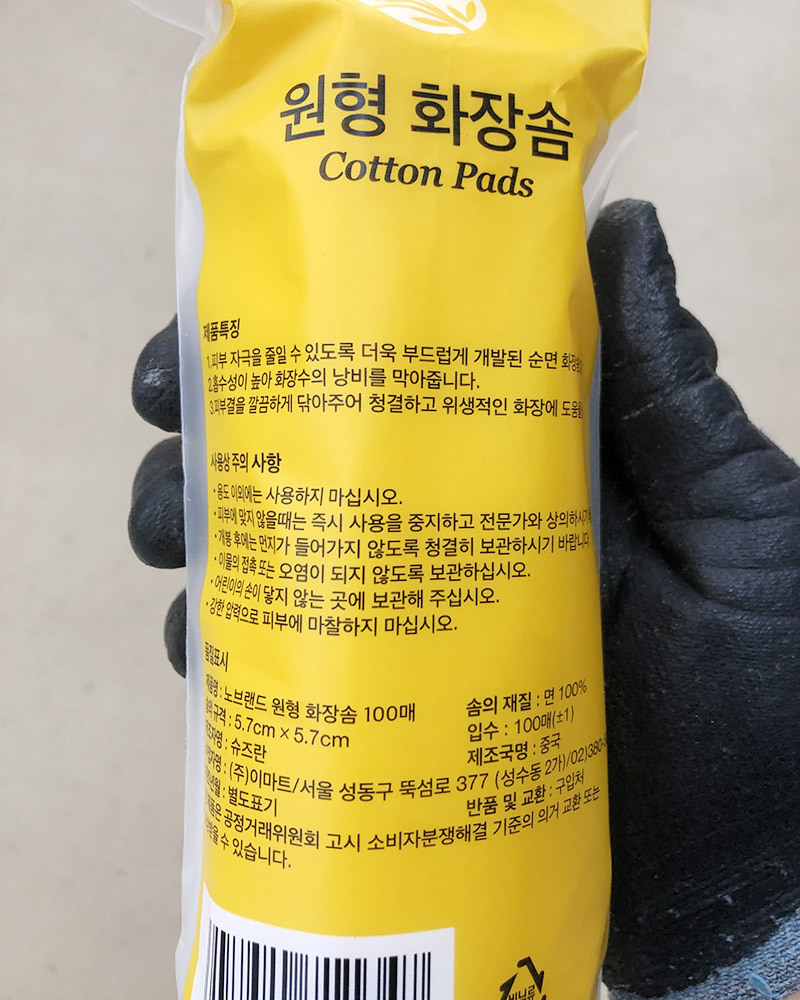 원형 화장솜
Cotton Pads
제품특징
1.피부 자극을 줄일 수 있도록 더욱 부드럽게 개발된 순면
2.흡수성이 높아 화장수의 낭비를 막아줍니다.
3.피부결을 깔끔하게 닦아주어 청결하고 위생적인 화장에
사용상 주의 사항
· 용도 이외에는 사용하지 마십시오.
· 피부에 맞지 않을때는 즉시 사용을 중지하고 전문가와
· 개봉 후에는 먼지가 들어가지 않도록 청결히 보관하시기 바랍니다
· 이물의 접촉 또는 오염이 되지 않도록 보관하십시오.
· 어린이의 손이 닿지 않는 곳에 보관해 주십시오.
· 강한 압력으로 피부에 마찰하지 마십시오.
품질표시
제품명 : 노브랜드 원형 화장솜 100매
규격 : 5.7cm × 5.7cm
솜의 재질 : 면 100%
입수 : 100매(±1)
: 슈즈란
제조국명 : 중국
: (주)이마트/서울 성동구 뚝섬로 377 (성수동 2가)/02)380-
: 별도표기
반품 및 교환 : 구입처
공정거래위원회 고시 소비자분쟁해결 기준의 의거 교환 또는
수 있습니다.
비닐류